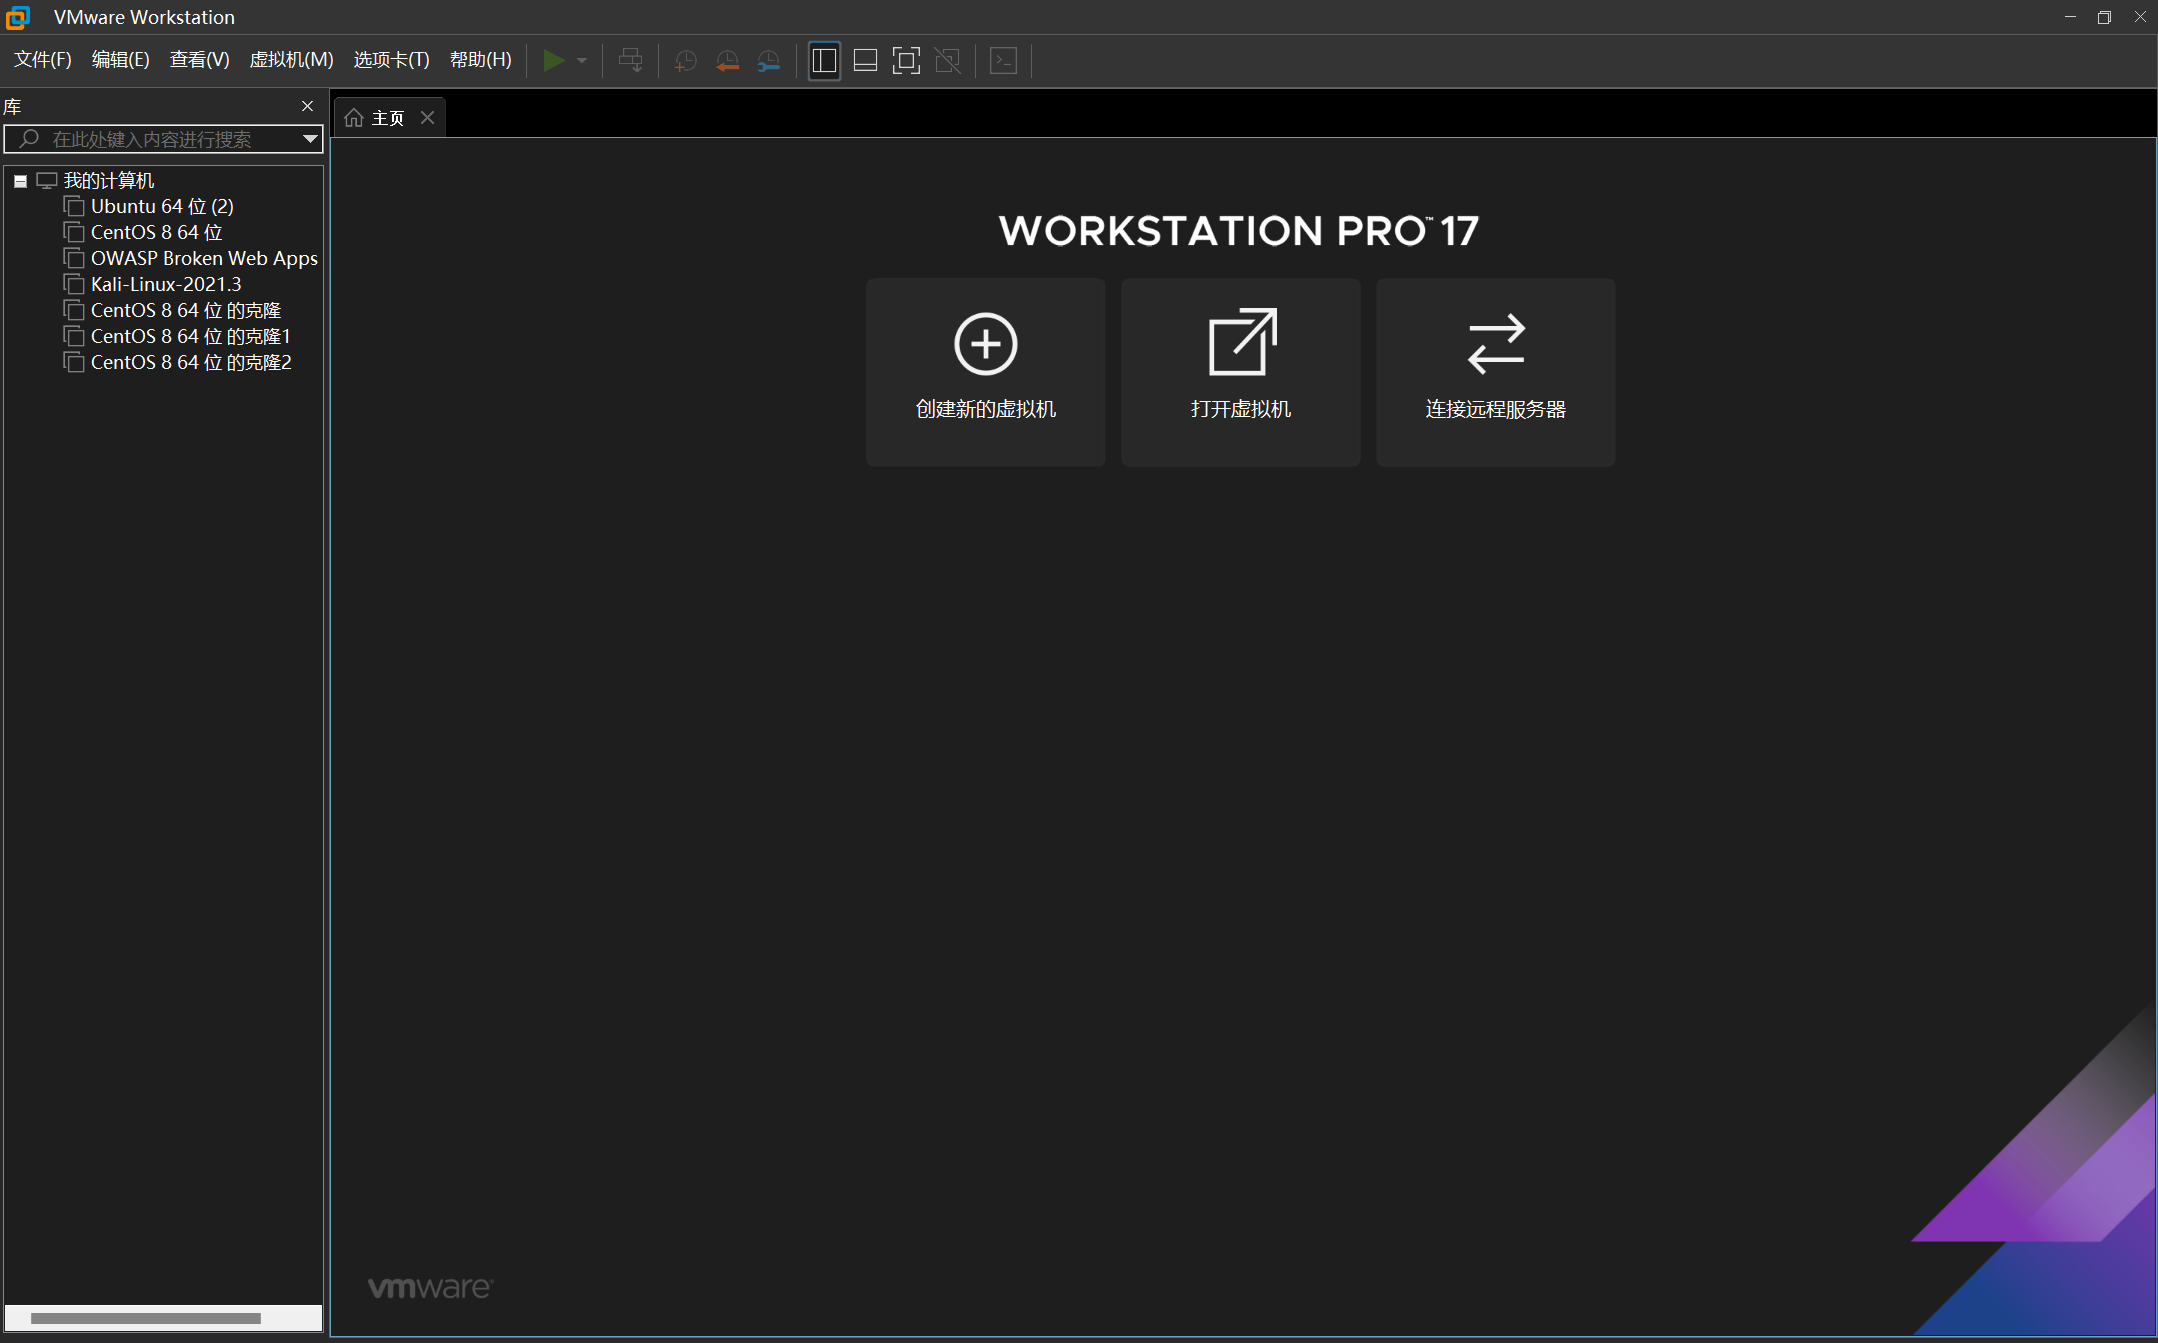 VMware Workstation
文件(F) 编辑(E) 查看(V) 虚拟机(M) 选项卡(T) 帮助(H)
库
主页
在此处键入内容进行搜索
我的计算机
Ubuntu 64 位 (2)
CentOS 8 64 位
OWASP Broken Web Apps
Kali-Linux-2021.3
CentOS 8 64 位 的克隆
CentOS 8 64 位 的克隆1
CentOS 8 64 位 的克隆2
WORKSTATION PRO™ 17
创建新的虚拟机
打开虚拟机
连接远程服务器
vmware®